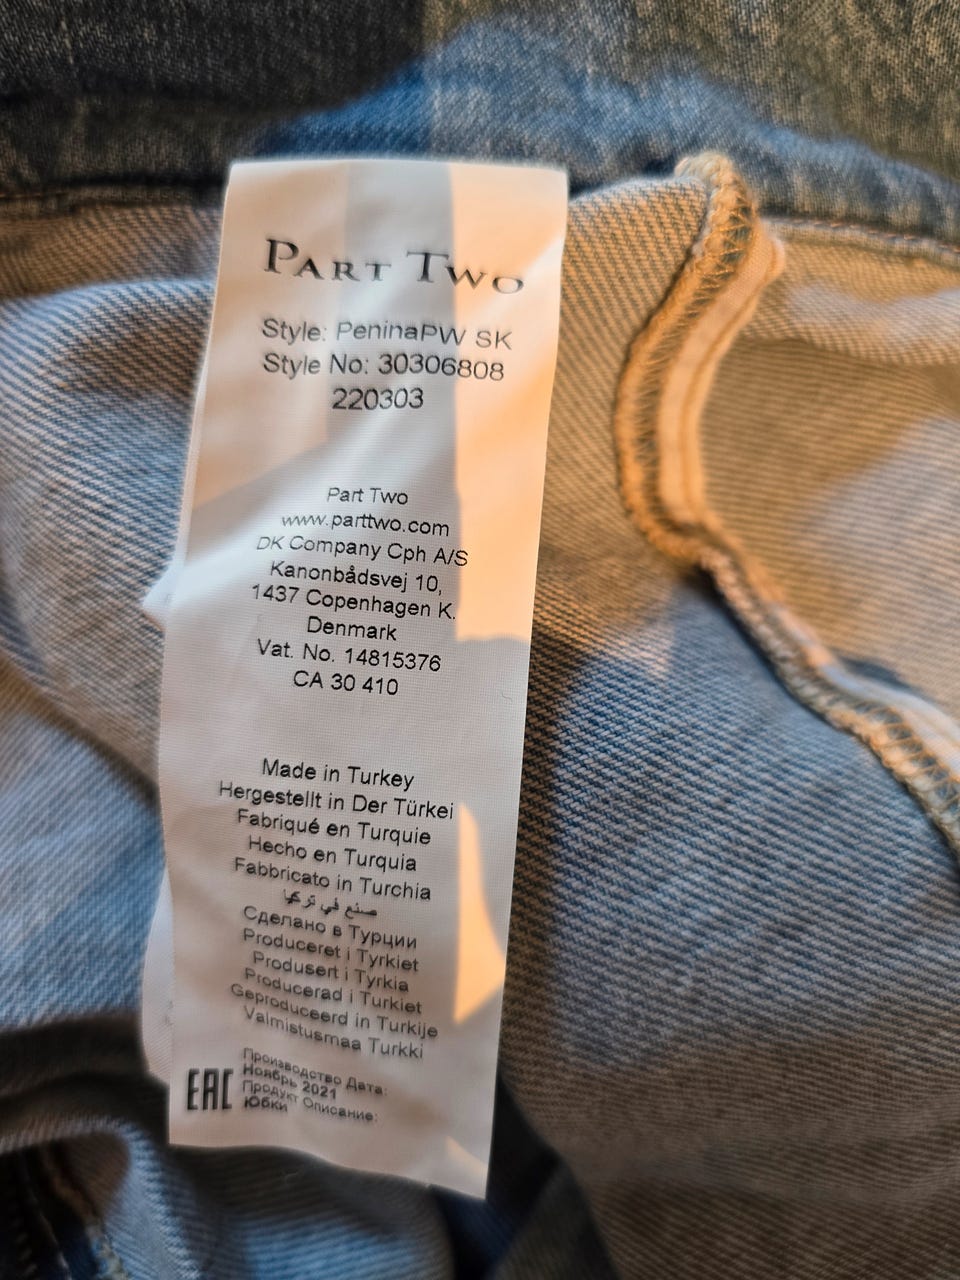 PART TWO
Style: PeninaPW SK
Style No: 30306808
220303
Part Two
www.parttwo.com
DK Company Cph A/S
Kanonbådsvej 10,
1437 Copenhagen K.
Denmark
Vat. No. 14815376
CA 30 410
Made in Turkey
Hergestellt in Der Türkei
Fabriqué en Turquie
Hecho en Turquia
Fabbricato in Turchia
صنع في تركيا
Сделано в Турции
Produceret i Tyrkiet
Produsert i Tyrkia
Producerad i Turkiet
Geproduceerd in Turkije
Valmistusmaa Turkki
EAC
Производство Дата:
Ноябрь 2021
Продукт Описание:
Юбки